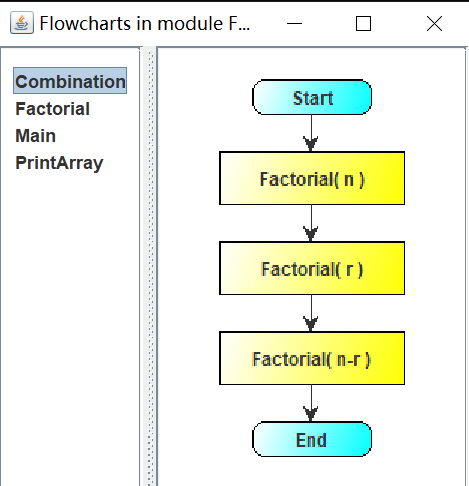 Flowcharts in module F...
Combination
Factorial
Main
PrintArray
Start
Factorial( n )
Factorial( r )
Factorial( n-r )
End